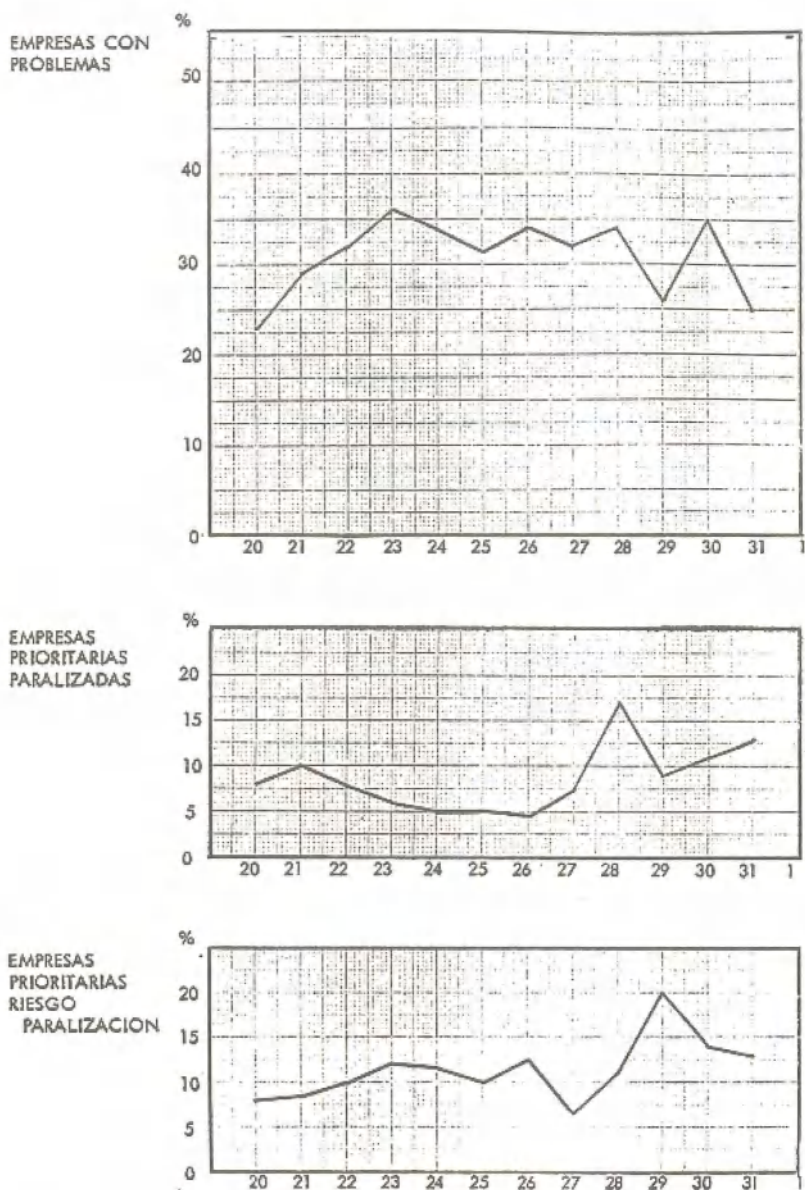 %
EMPRESAS CON
PROBLEMAS
50
40
30
20
10
0
20 21 22 23 24 25 26 27 28 29 30 31 1
%
EMPRESAS
PRIORITARIAS
PARALIZADAS
20
15
10
5
0
20 21 22 23 24 25 26 27 28 29 30 31 1
%
EMPRESAS
PRIORITARIAS
RIESGO
PARALIZACION
20
15
10
5
0
20 21 22 23 24 25 26 27 28 29 30 31 1